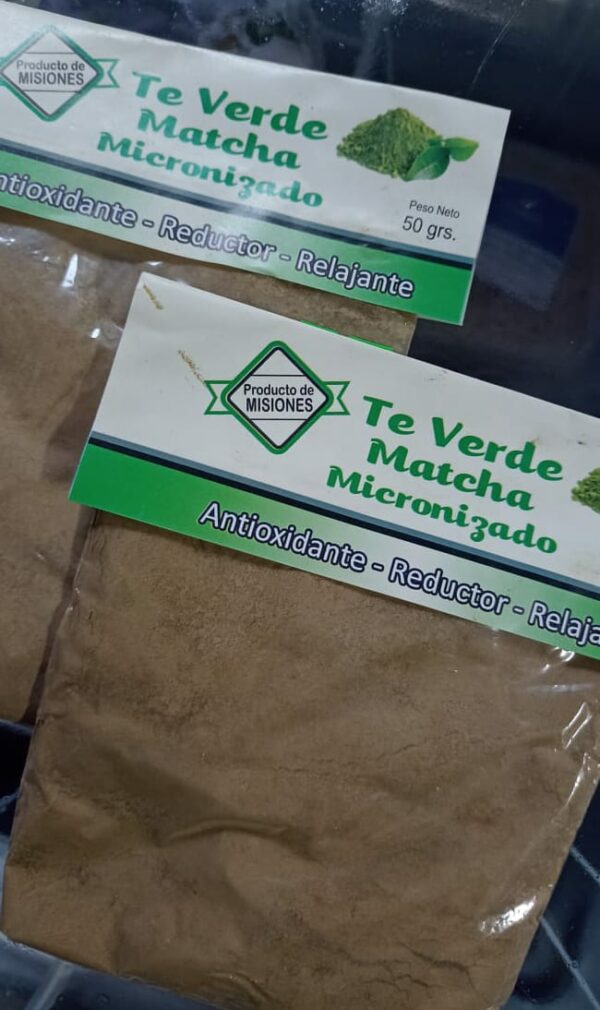 Producto de
MISIONES
Te Verde
Matcha
Micronizado
Peso Neto
50 grs.
ntioxidante - Reductor - Relajante
Producto de
MISIONES
Te Verde
Matcha
Micronizado
Antioxidante - Reductor - Relaja